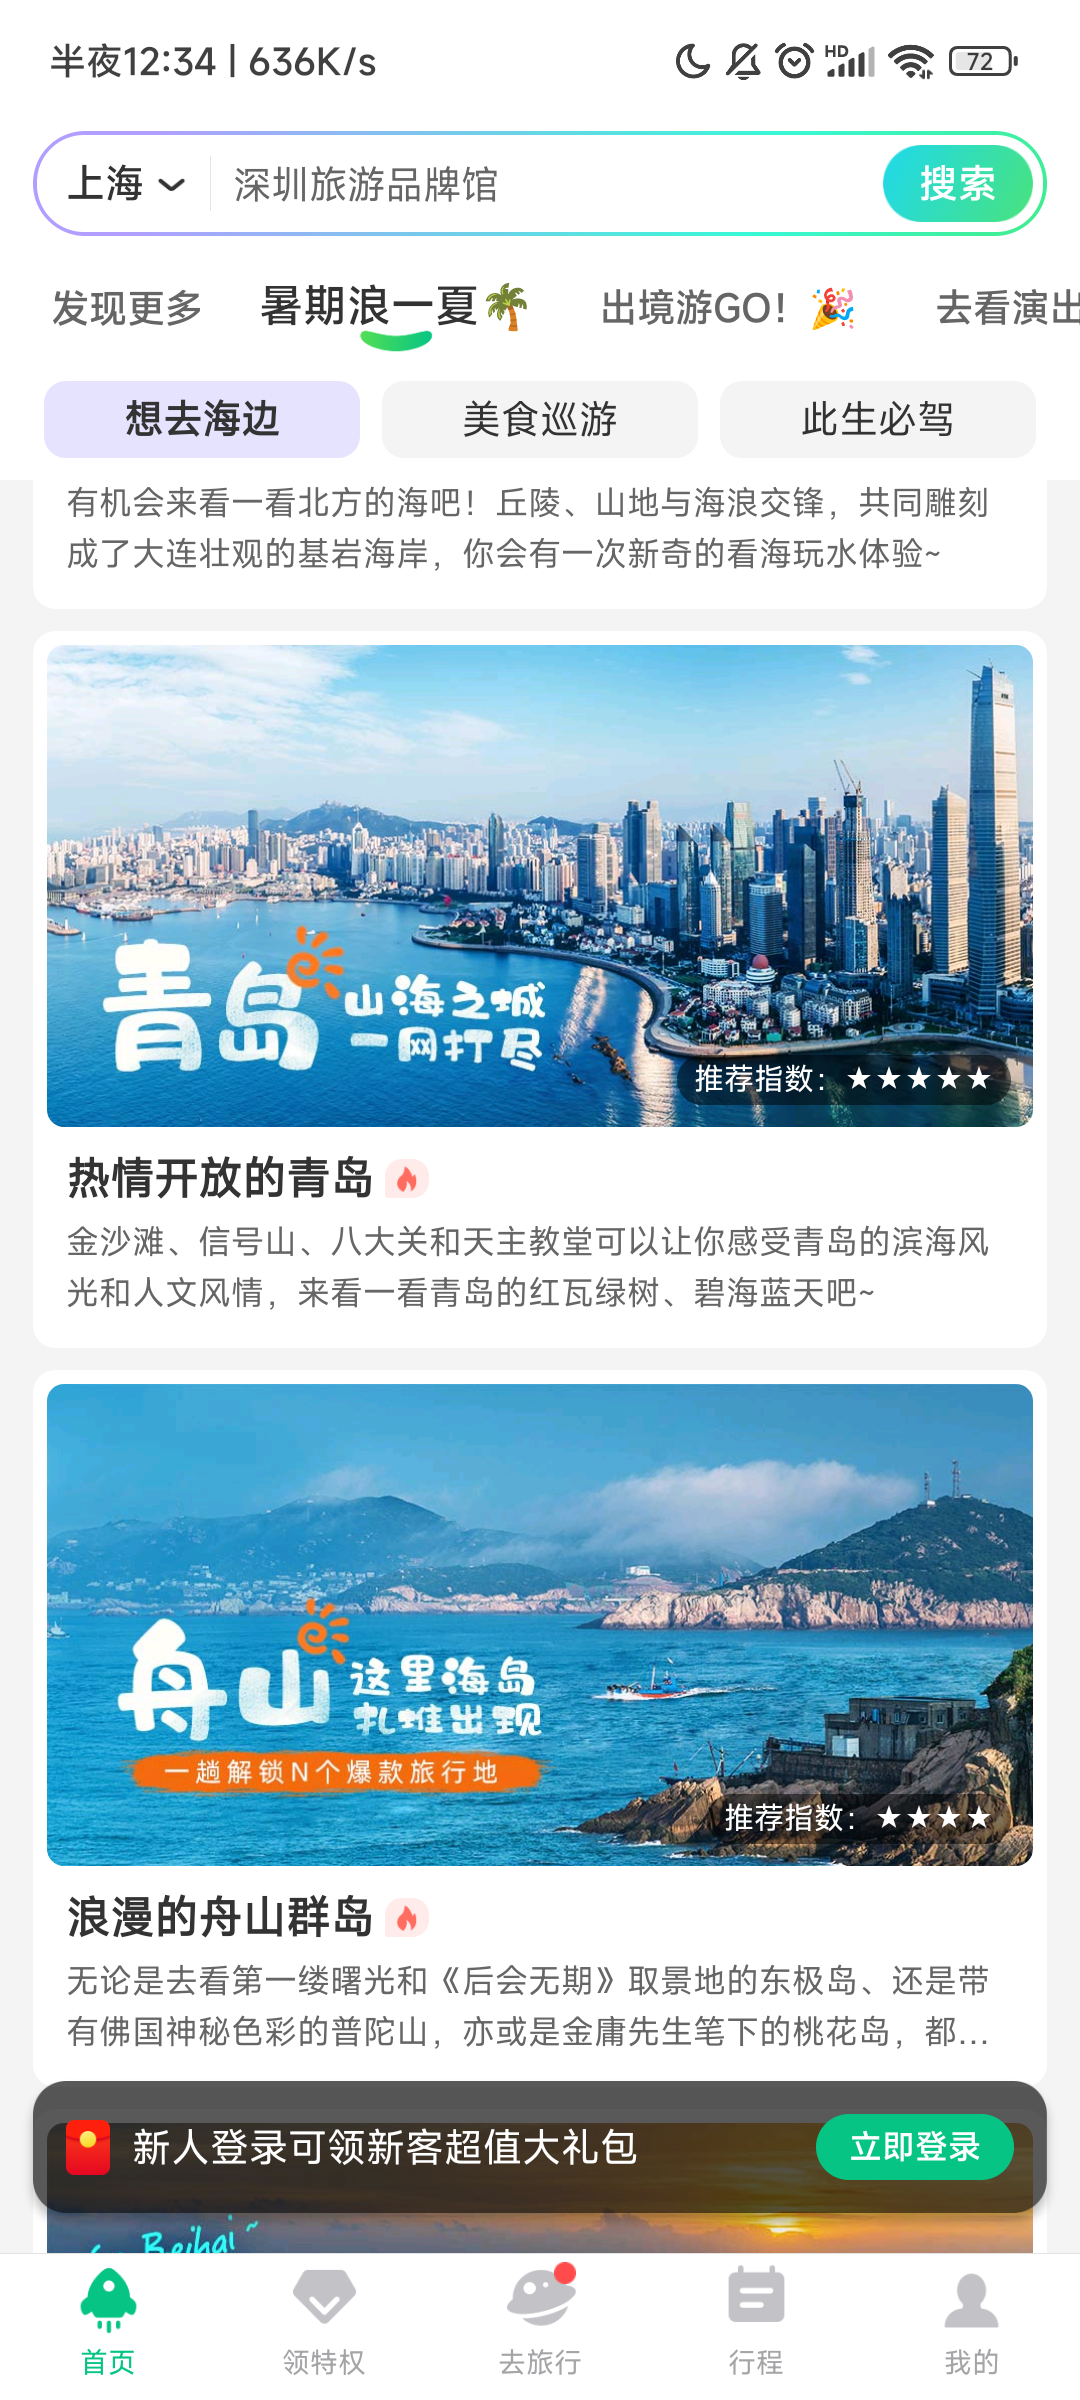 半夜12:34 | 636K/s
HD
72
上海
深圳旅游品牌馆
搜索
发现更多
暑期浪一夏🌴
出境游GO！🎉
去看演出
想去海边
美食巡游
此生必驾
有机会来看一看北方的海吧！丘陵、山地与海浪交锋，共同雕刻
成了大连壮观的基岩海岸，你会有一次新奇的看海玩水体验~
青岛
山海之城
一网打尽
推荐指数：★★★★★
热情开放的青岛
金沙滩、信号山、八大关和天主教堂可以让你感受青岛的滨海风
光和人文风情，来看一看青岛的红瓦绿树、碧海蓝天吧~
舟山
这里海岛
扎堆出现
一趟解锁N个爆款旅行地
推荐指数：★★★★
浪漫的舟山群岛
无论是去看第一缕曙光和《后会无期》取景地的东极岛、还是带
有佛国神秘色彩的普陀山，亦或是金庸先生笔下的桃花岛，都...
新人登录可领新客超值大礼包
立即登录
Beihai~
首页
领特权
去旅行
行程
我的